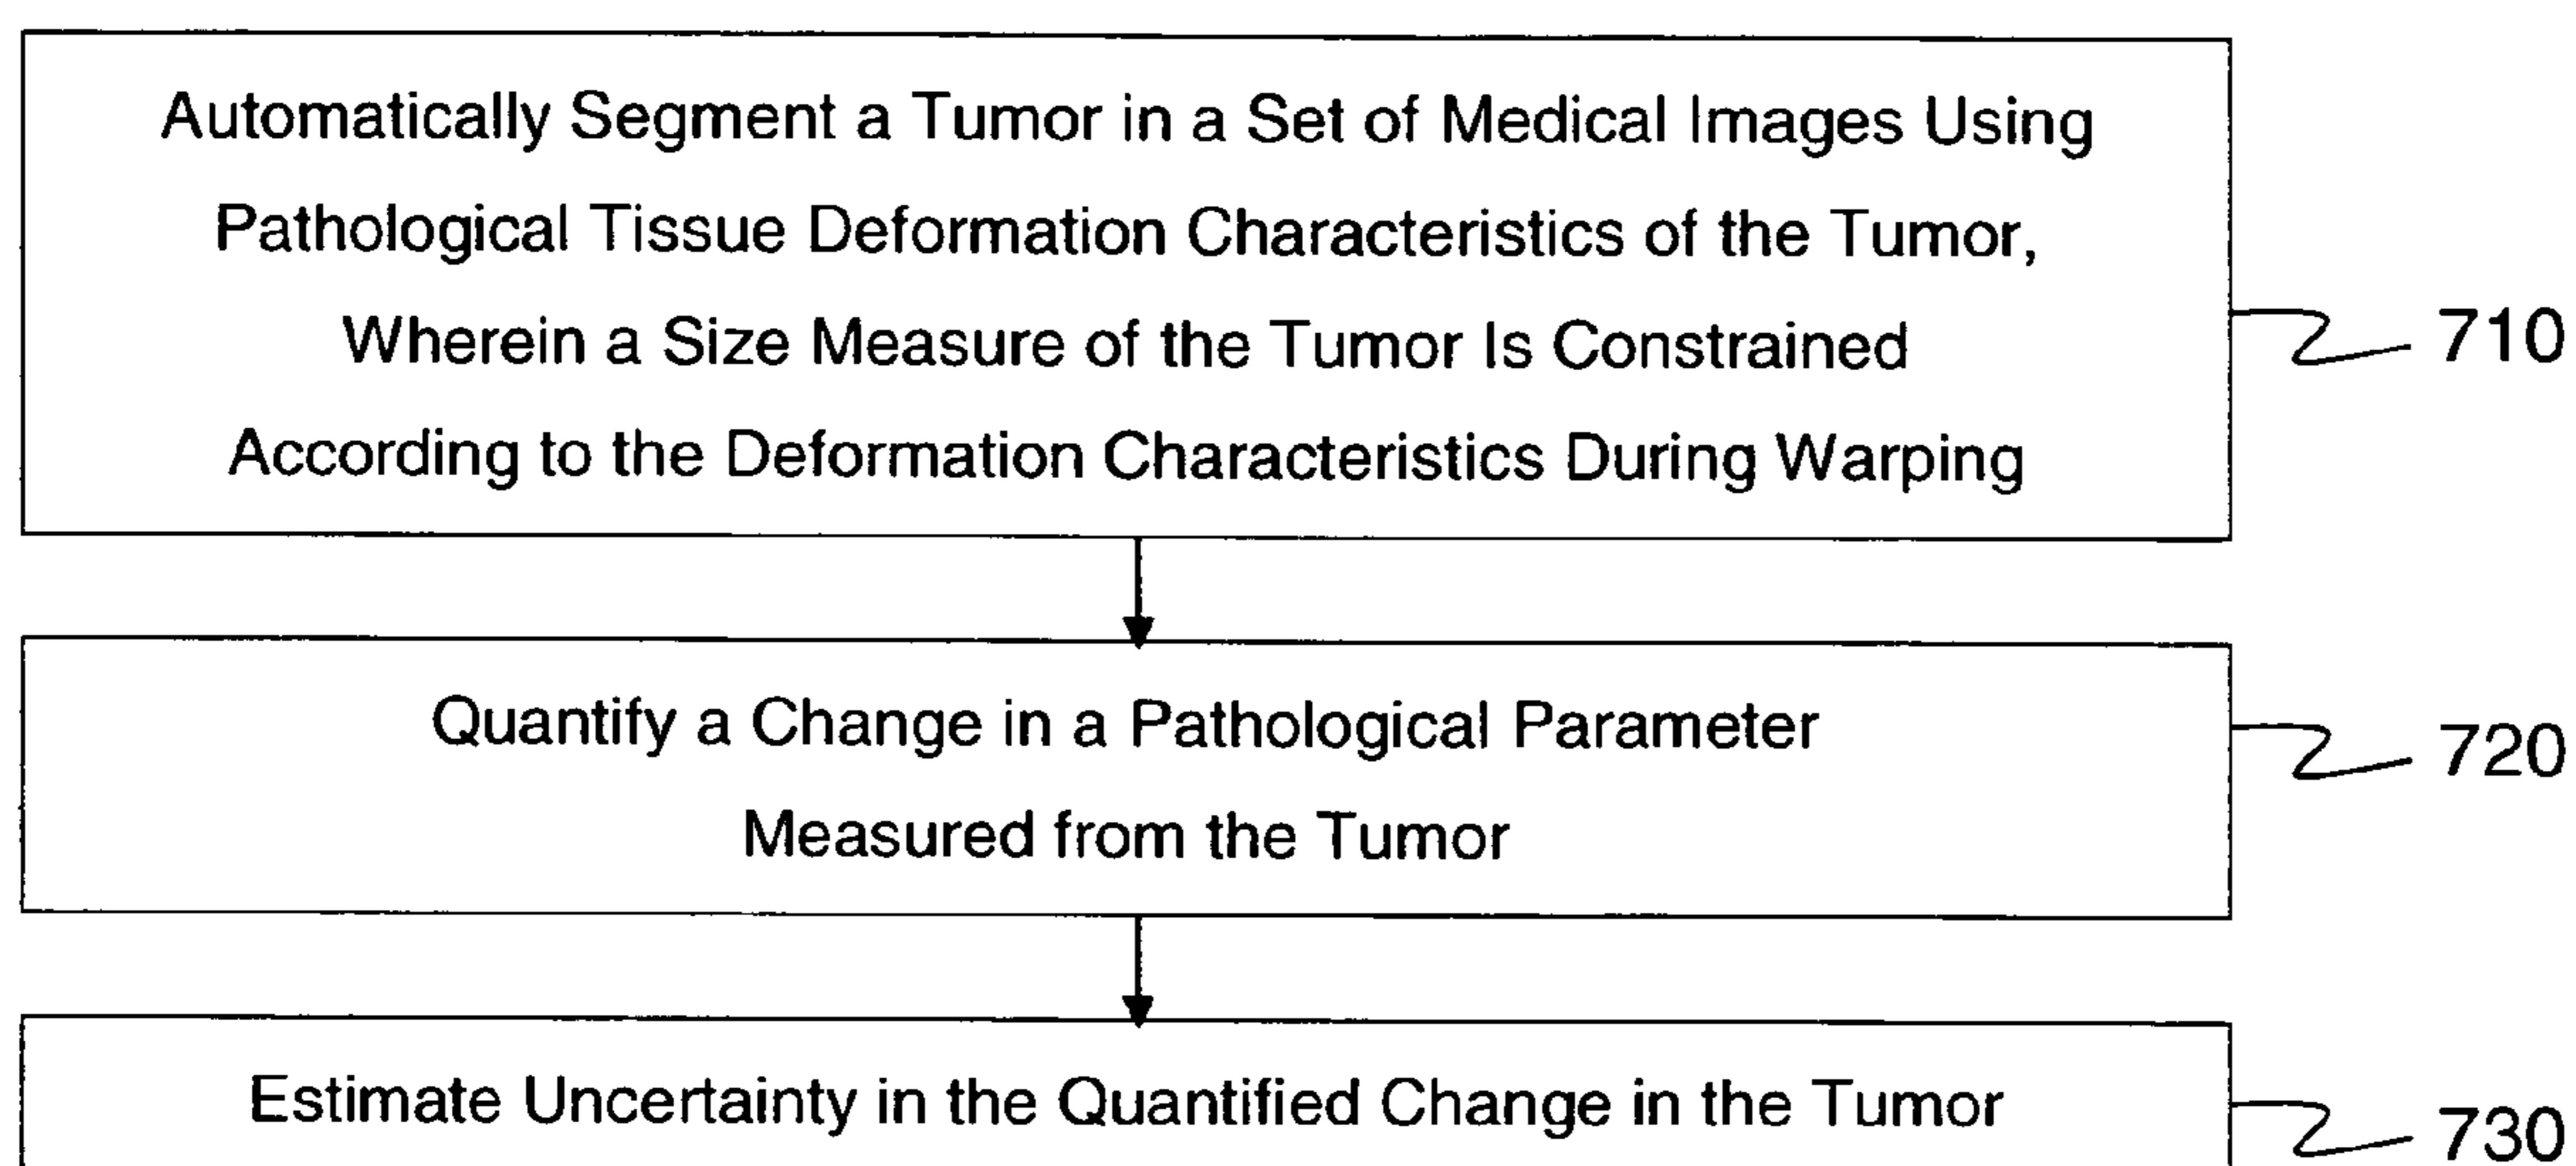 Automatically Segment a Tumor in a Set of Medical Images Using
Pathological Tissue Deformation Characteristics of the Tumor,
Wherein a Size Measure of the Tumor Is Constrained
According to the Deformation Characteristics During Warping
710
Quantify a Change in a Pathological Parameter
Measured from the Tumor
720
Estimate Uncertainty in the Quantified Change in the Tumor
730